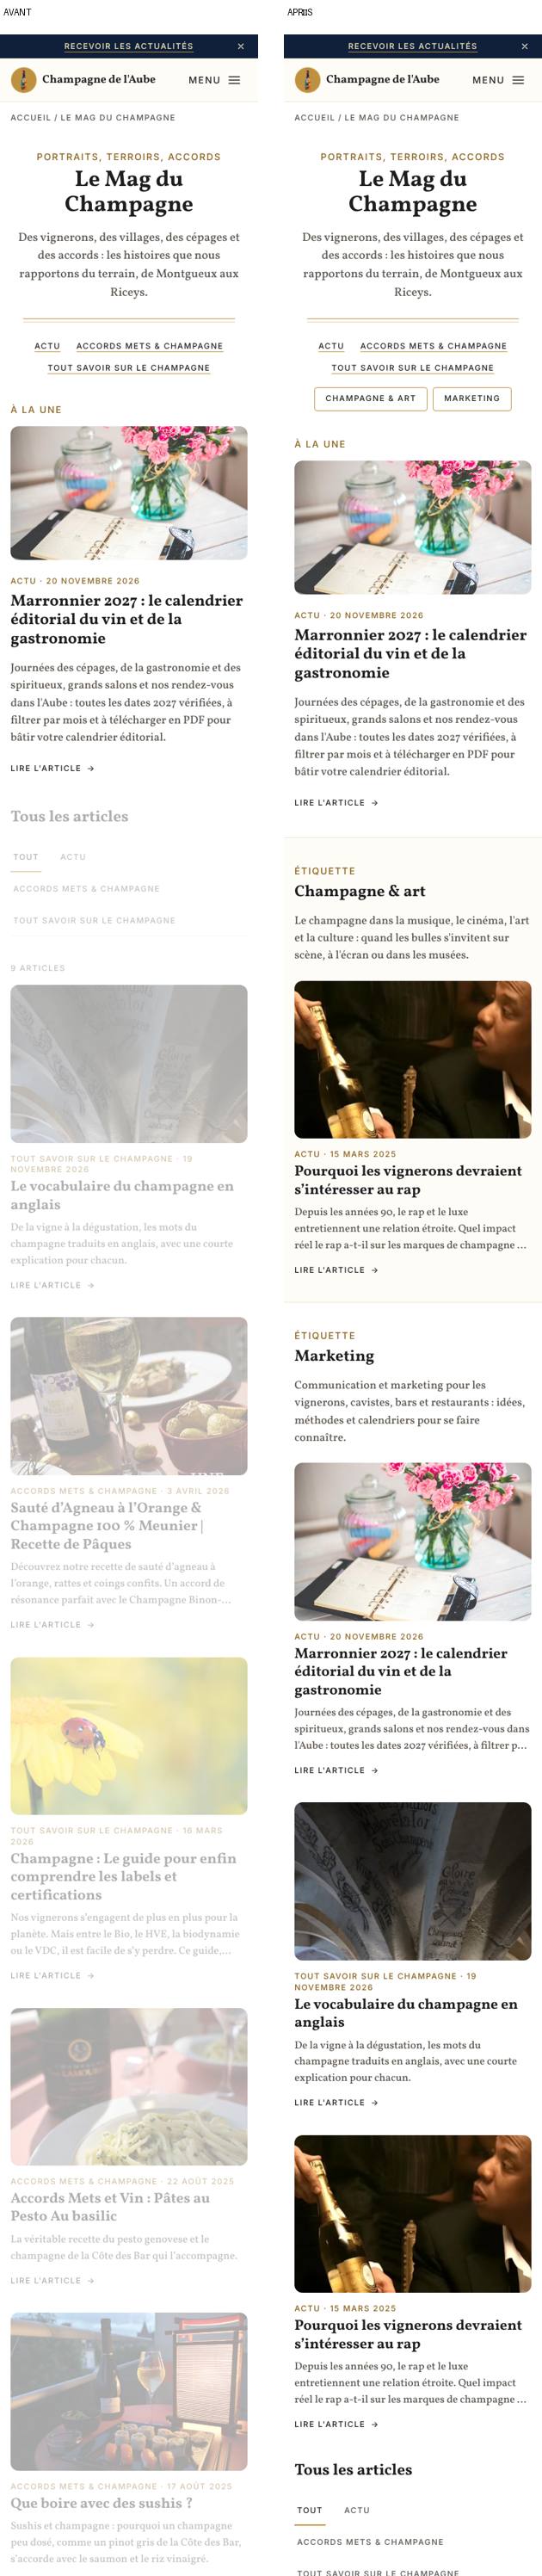 AVANT
RECEVOIR LES ACTUALITÉS ×
Champagne de l'Aube MENU
ACCUEIL / LE MAG DU CHAMPAGNE
PORTRAITS, TERROIRS, ACCORDS
Le Mag du
Champagne
Des vignerons, des villages, des cépages et
des accords : les histoires que nous
rapportons du terrain, de Montgueux aux
Riceys.
ACTU ACCORDS METS & CHAMPAGNE
TOUT SAVOIR SUR LE CHAMPAGNE
À LA UNE
ACTU · 20 NOVEMBRE 2026
Marronnier 2027 : le calendrier
éditorial du vin et de la
gastronomie
Journées des cépages, de la gastronomie et des
spiritueux, grands salons et nos rendez-vous
dans l'Aube : toutes les dates 2027 vérifiées, à
filtrer par mois et à télécharger en PDF pour
bâtir votre calendrier éditorial.
LIRE L'ARTICLE →
Tous les articles
TOUT ACTU
ACCORDS METS & CHAMPAGNE
TOUT SAVOIR SUR LE CHAMPAGNE
9 ARTICLES
TOUT SAVOIR SUR LE CHAMPAGNE · 19
NOVEMBRE 2026
Le vocabulaire du champagne en
anglais
De la vigne à la dégustation, les mots du
champagne traduits en anglais, avec une courte
explication pour chacun.
LIRE L'ARTICLE →
ACCORDS METS & CHAMPAGNE · 3 AVRIL 2026
Sauté d’Agneau à l’Orange &
Champagne 100 % Meunier |
Recette de Pâques
Découvrez notre recette de sauté d’agneau à
l’orange, rattes et coings confits. Un accord de
résonance parfait avec le Champagne Binon-...
LIRE L'ARTICLE →
TOUT SAVOIR SUR LE CHAMPAGNE · 16 MARS
2026
Champagne : Le guide pour enfin
comprendre les labels et
certifications
Nos vignerons s’engagent de plus en plus pour la
planète. Mais entre le Bio, le HVE, la biodynamie
ou le VDC, il est facile de s’y perdre. Ce guide,...
LIRE L'ARTICLE →
ACCORDS METS & CHAMPAGNE · 22 AOÛT 2025
Accords Mets et Vin : Pâtes au
Pesto Au basilic
La véritable recette du pesto genovese et le
champagne de la Côte des Bar qui l’accompagne.
LIRE L'ARTICLE →
ACCORDS METS & CHAMPAGNE · 17 AOÛT 2025
Que boire avec des sushis ?
Sushis et champagne : pourquoi un champagne
peu dosé, comme un pinot gris de la Côte des Bar,
s’accorde avec le saumon et le riz vinaigré.
RECEVOIR LES ACTUALITÉS ×
Champagne de l'Aube MENU
ACCUEIL / LE MAG DU CHAMPAGNE
PORTRAITS, TERROIRS, ACCORDS
Le Mag du
Champagne
Des vignerons, des villages, des cépages et
des accords : les histoires que nous
rapportons du terrain, de Montgueux aux
Riceys.
ACTU ACCORDS METS & CHAMPAGNE
TOUT SAVOIR SUR LE CHAMPAGNE
CHAMPAGNE & ART MARKETING
À LA UNE
ACTU · 20 NOVEMBRE 2026
Marronnier 2027 : le calendrier
éditorial du vin et de la
gastronomie
Journées des cépages, de la gastronomie et des
spiritueux, grands salons et nos rendez-vous
dans l'Aube : toutes les dates 2027 vérifiées, à
filtrer par mois et à télécharger en PDF pour
bâtir votre calendrier éditorial.
LIRE L'ARTICLE →
ÉTIQUETTE
Champagne & art
Le champagne dans la musique, le cinéma, l'art
et la culture : quand les bulles s'invitent sur
scène, à l'écran ou dans les musées.
ACTU · 15 MARS 2025
Pourquoi les vignerons devraient
s’intéresser au rap
Depuis les années 90, le rap et le luxe
entretiennent une relation étroite. Quel impact
réel le rap a-t-il sur les marques de champagne ...
LIRE L'ARTICLE →
ÉTIQUETTE
Marketing
Communication et marketing pour les
vignerons, cavistes, bars et restaurants : idées,
méthodes et calendriers pour se faire
connaître.
ACTU · 20 NOVEMBRE 2026
Marronnier 2027 : le calendrier
éditorial du vin et de la
gastronomie
Journées des cépages, de la gastronomie et des
spiritueux, grands salons et nos rendez-vous dans
l'Aube : toutes les dates 2027 vérifiées, à filtrer p...
LIRE L'ARTICLE →
TOUT SAVOIR SUR LE CHAMPAGNE · 19
NOVEMBRE 2026
Le vocabulaire du champagne en
anglais
De la vigne à la dégustation, les mots du
champagne traduits en anglais, avec une courte
explication pour chacun.
LIRE L'ARTICLE →
ACTU · 15 MARS 2025
Pourquoi les vignerons devraient
s’intéresser au rap
Depuis les années 90, le rap et le luxe
entretiennent une relation étroite. Quel impact
réel le rap a-t-il sur les marques de champagne ...
LIRE L'ARTICLE →
Tous les articles
TOUT ACTU
ACCORDS METS & CHAMPAGNE
TOUT SAVOIR SUR LE CHAMPAGNE